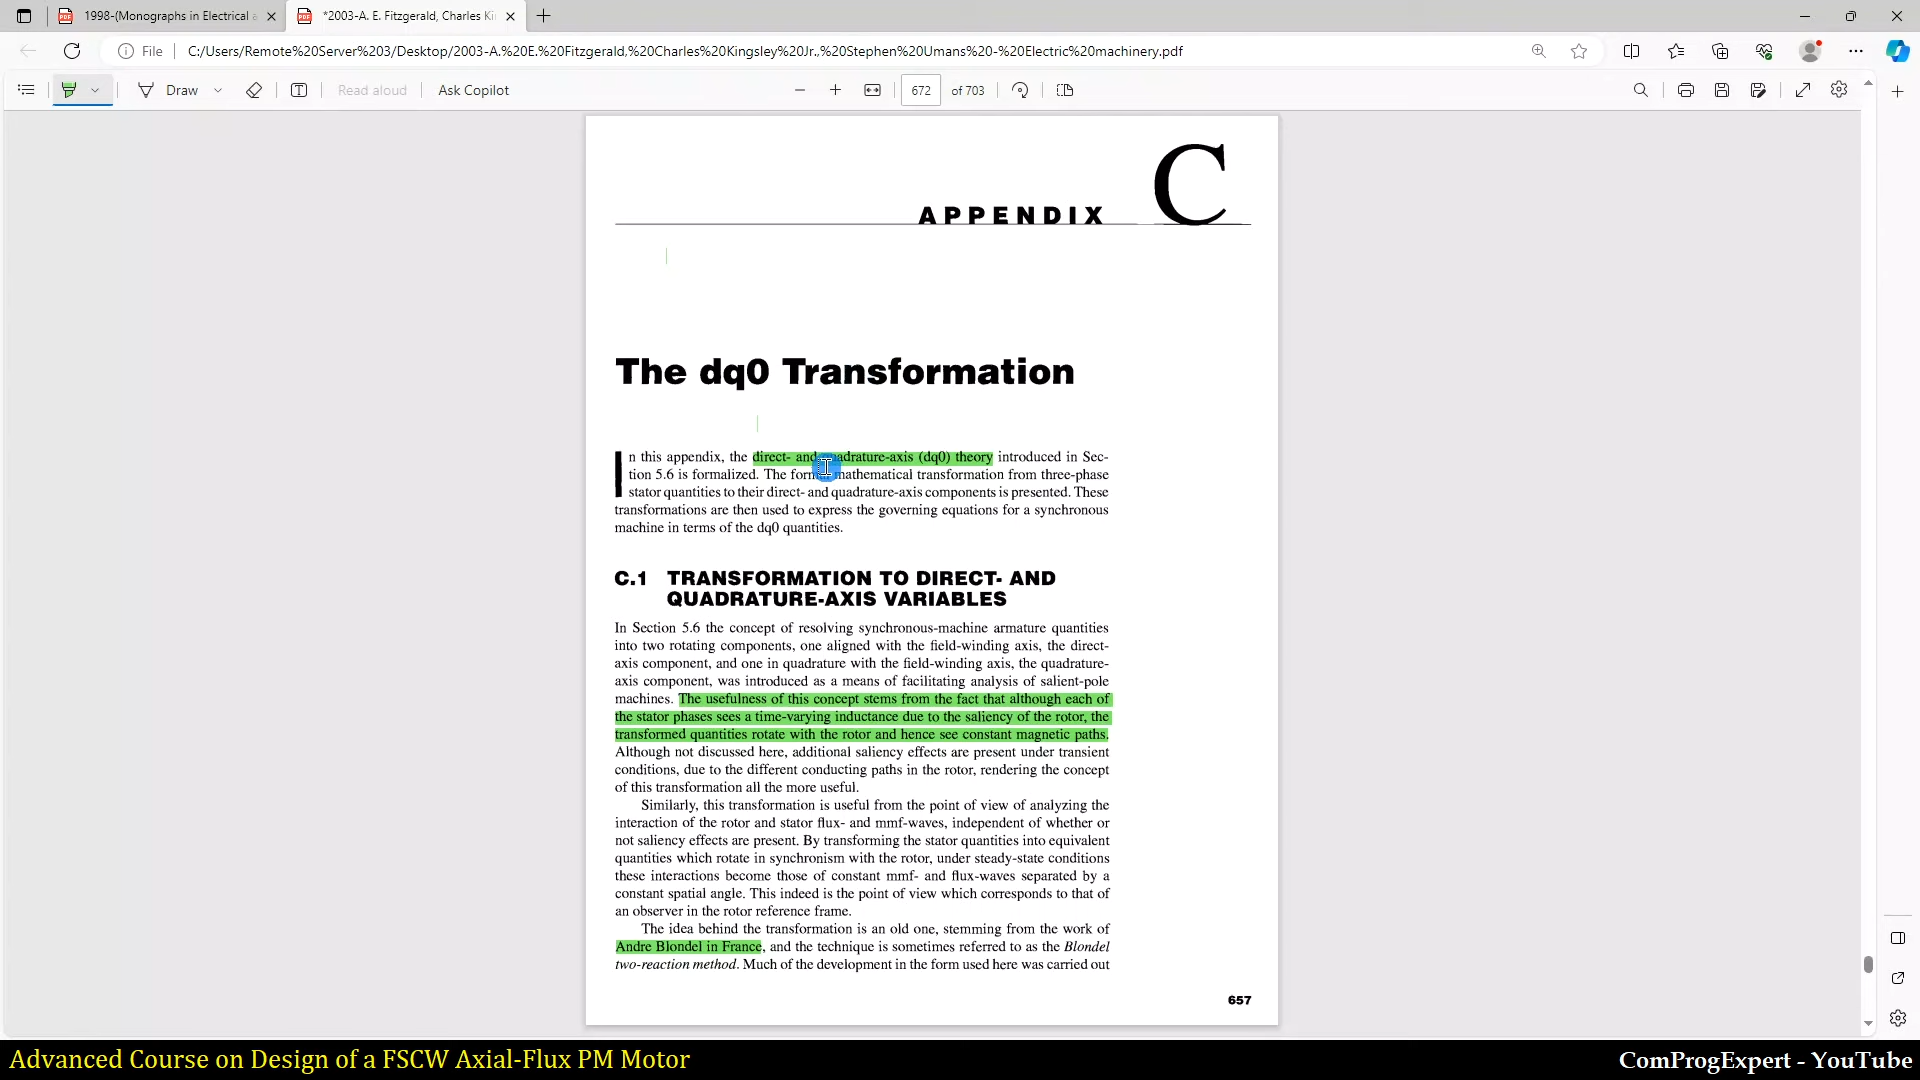 1998-(Monographs in Electrical a
*2003-A. E. Fitzgerald, Charles Ki
File
C:/Users/Remote%20Server%203/Desktop/2003-A.%20E.%20Fitzgerald,%20Charles%20Kingsley%20Jr.,%20Stephen%20Umans%20-%20Electric%20machinery.pdf
Draw
Read aloud
Ask Copilot
672 of 703
APPENDIX C
The dq0 Transformation
In this appendix, the direct- and quadrature-axis (dq0) theory introduced in Sec-
tion 5.6 is formalized. The formal mathematical transformation from three-phase
stator quantities to their direct- and quadrature-axis components is presented. These
transformations are then used to express the governing equations for a synchronous
machine in terms of the dq0 quantities.
C.1 TRANSFORMATION TO DIRECT- AND
QUADRATURE-AXIS VARIABLES
In Section 5.6 the concept of resolving synchronous-machine armature quantities
into two rotating components, one aligned with the field-winding axis, the direct-
axis component, and one in quadrature with the field-winding axis, the quadrature-
axis component, was introduced as a means of facilitating analysis of salient-pole
machines. The usefulness of this concept stems from the fact that although each of
the stator phases sees a time-varying inductance due to the saliency of the rotor, the
transformed quantities rotate with the rotor and hence see constant magnetic paths.
Although not discussed here, additional saliency effects are present under transient
conditions, due to the different conducting paths in the rotor, rendering the concept
of this transformation all the more useful.
Similarly, this transformation is useful from the point of view of analyzing the
interaction of the rotor and stator flux- and mmf-waves, independent of whether or
not saliency effects are present. By transforming the stator quantities into equivalent
quantities which rotate in synchronism with the rotor, under steady-state conditions
these interactions become those of constant mmf- and flux-waves separated by a
constant spatial angle. This indeed is the point of view which corresponds to that of
an observer in the rotor reference frame.
The idea behind the transformation is an old one, stemming from the work of
Andre Blondel in France, and the technique is sometimes referred to as the Blondel
two-reaction method. Much of the development in the form used here was carried out
657
Advanced Course on Design of a FSCW Axial-Flux PM Motor
ComProgExpert - YouTube